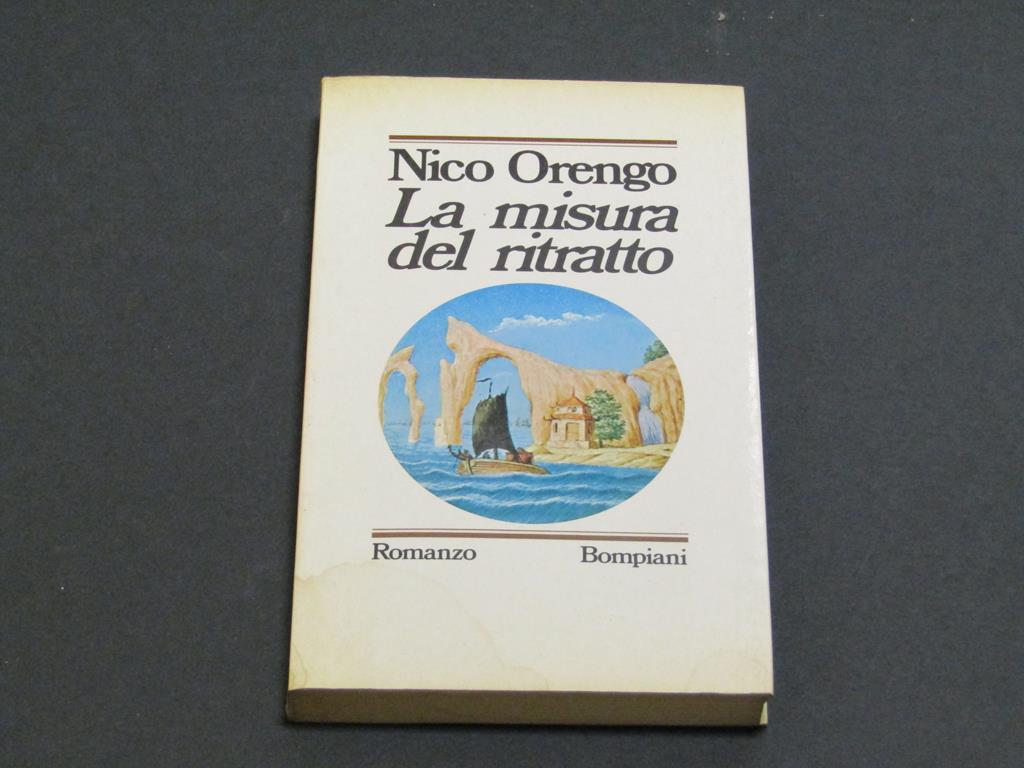 Nico Orengo
La misura
del ritratto
Romanzo Bompiani